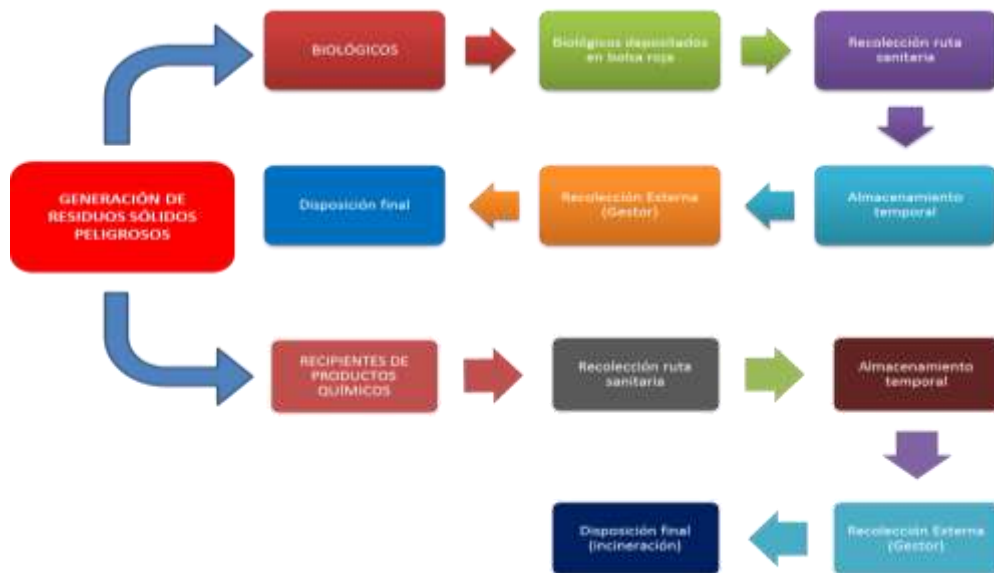 BIOLÓGICOS
Biológicos depositados
en bolsa roja
Recolección ruta
sanitaria
GENERACIÓN DE
RESIDUOS SÓLIDOS
PELIGROSOS
Disposición final
Recolección Externa
(Gestor)
Almacenamiento
temporal
RECIPIENTES DE
PRODUCTOS
QUÍMICOS
Recolección ruta
sanitaria
Almacenamiento
temporal
Disposición final
(incineración)
Recolección Externa
(Gestor)